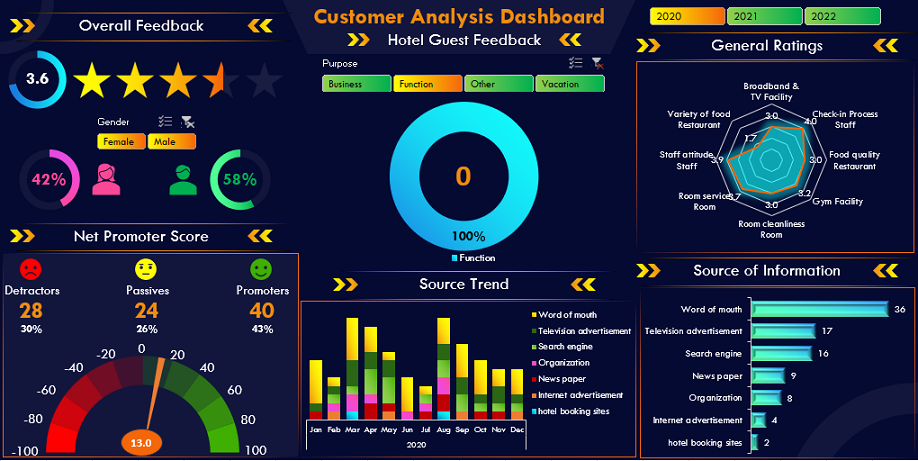 Customer Analysis Dashboard
Hotel Guest Feedback
Overall Feedback
3.6
Gender
Female
Male
42%
58%
Net Promoter Score
Detractors
Passives
Promoters
28
24
40
30%
26%
43%
-100
-80
-60
-40
-20
0
20
40
60
80
100
13.0
Purpose
Business
Function
Other
Vacation
0
100%
Function
Source Trend
Word of mouth
Television advertisement
Search engine
Organization
News paper
Internet advertisement
hotel booking sites
Jan Feb Mar Apr May Jun Jul Aug Sep Oct Nov Dec
2020
2020
2021
2022
General Ratings
Broadband &
TV Facility
3.0
Check-in Process
Staff
4.0
Food quality
Restaurant
3.0
Gym Facility
3.2
Room cleanliness
Room
3.0
Room service
Room
3.7
Staff attitude
Staff
3.9
Variety of food
Restaurant
1.7
Source of Information
Word of mouth 36
Television advertisement 17
Search engine 16
News paper 9
Organization 8
Internet advertisement 4
hotel booking sites 2